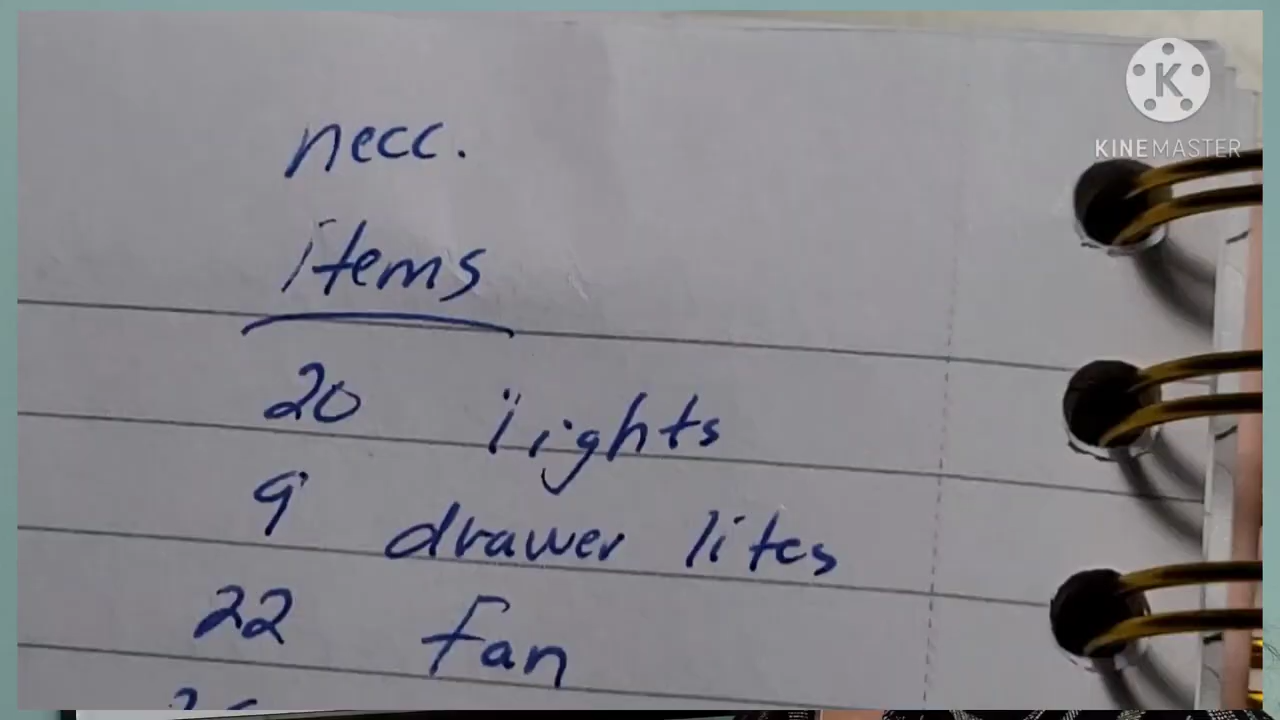 K
KINEMASTER
necc.
items
20 lights
9 drawer lites
22 fan